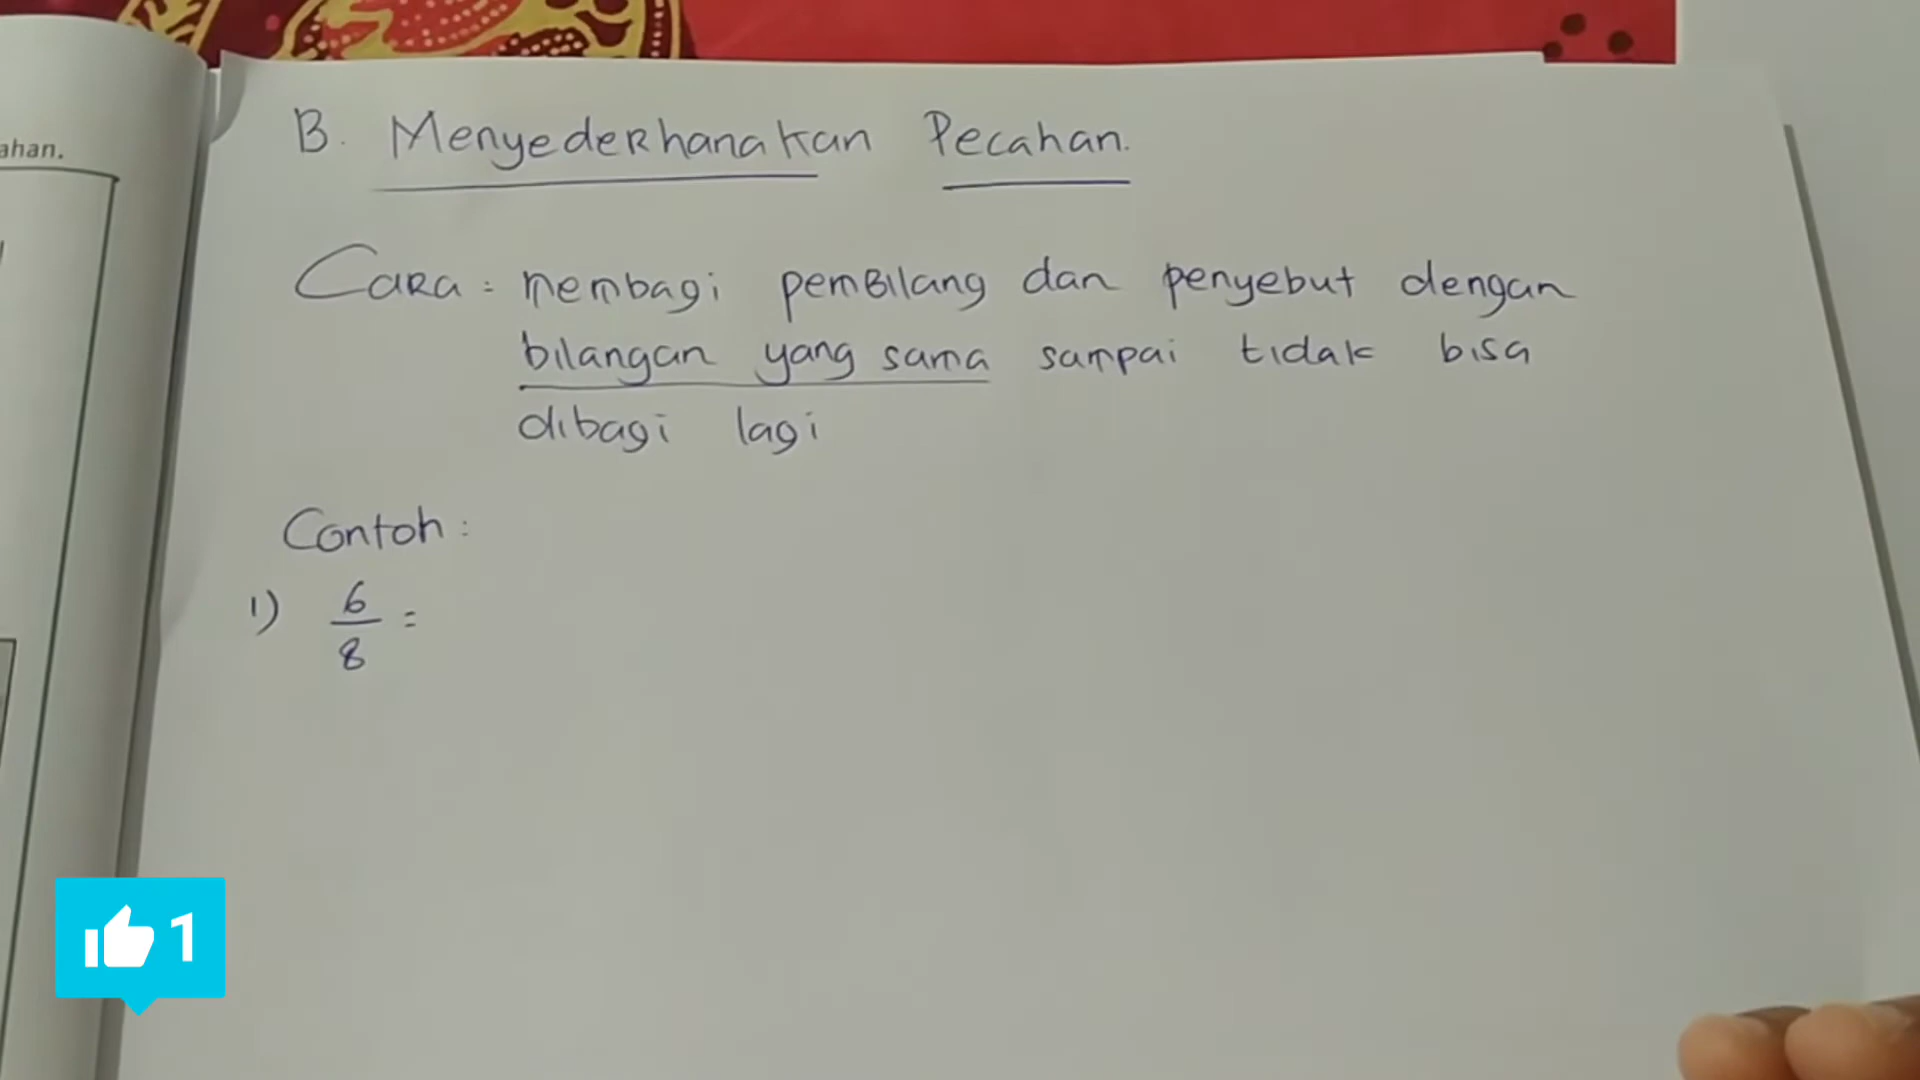 ahan.
B. Menyederhanakan Pecahan.
Cara : membagi pembilang dan penyebut dengan
bilangan yang sama sampai tidak bisa
dibagi lagi
Contoh :
1) 6/8 =
1